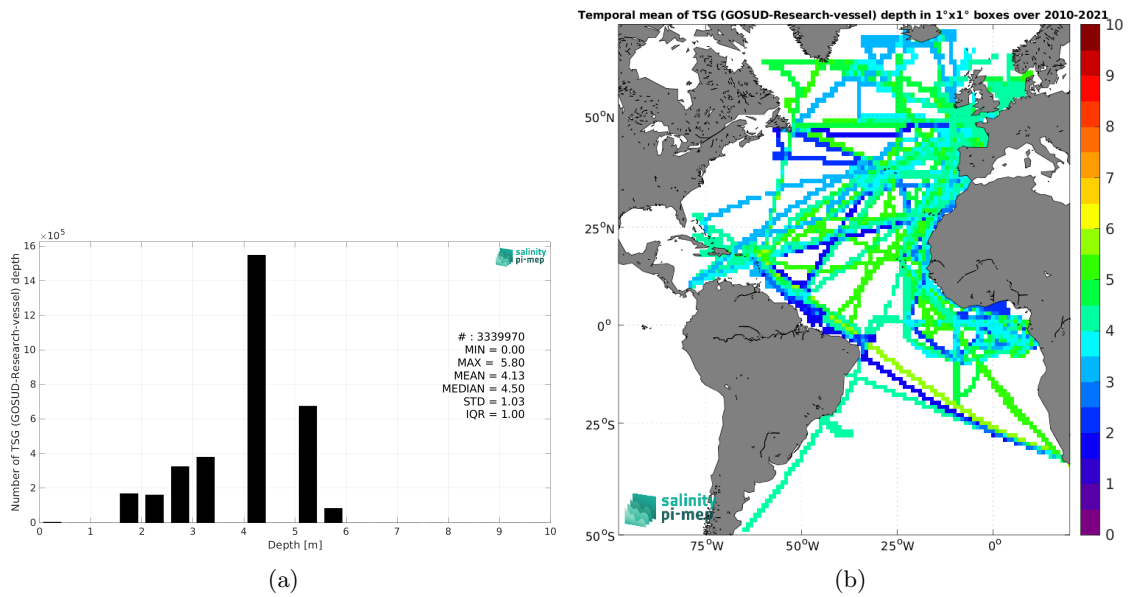 Temporal mean of TSG (GOSUD-Research-vessel) depth in 1°x1° boxes over 2010-2021
×10⁵
16
14
12
10
8
6
4
2
0
Number of TSG (GOSUD-Research-vessel) depth
salinity
pi-mep
# : 3339970
MIN = 0.00
MAX = 5.80
MEAN = 4.13
MEDIAN = 4.50
STD = 1.03
IQR = 1.00
0 1 2 3 4 5 6 7 8 9 10
Depth [m]
(a)
50°N
25°N
0°
25°S
50°S
75°W 50°W 25°W 0°
salinity
pi-mep
10
9
8
7
6
5
4
3
2
1
0
(b)